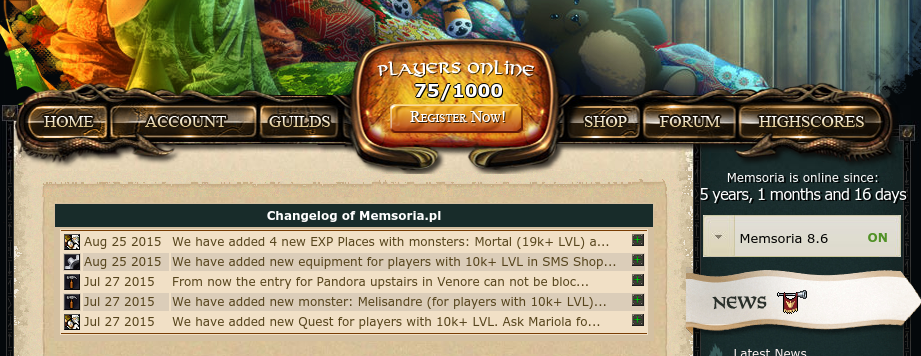 PLAYERS ONLINE
75/1000
Register Now!
HOME
ACCOUNT
GUILDS
SHOP
FORUM
HIGHSCORES
Memsoria is online since:
5 years, 1 months and 16 days
Memsoria 8.6 ON
NEWS
Latest News
Changelog of Memsoria.pl
Aug 25 2015 We have added 4 new EXP Places with monsters: Mortal (19k+ LVL) a...
Aug 25 2015 We have added new equipment for players with 10k+ LVL in SMS Shop...
Jul 27 2015 From now the entry for Pandora upstairs in Venore can not be bloc...
Jul 27 2015 We have added new monster: Melisandre (for players with 10k+ LVL)...
Jul 27 2015 We have added new Quest for players with 10k+ LVL. Ask Mariola fo...